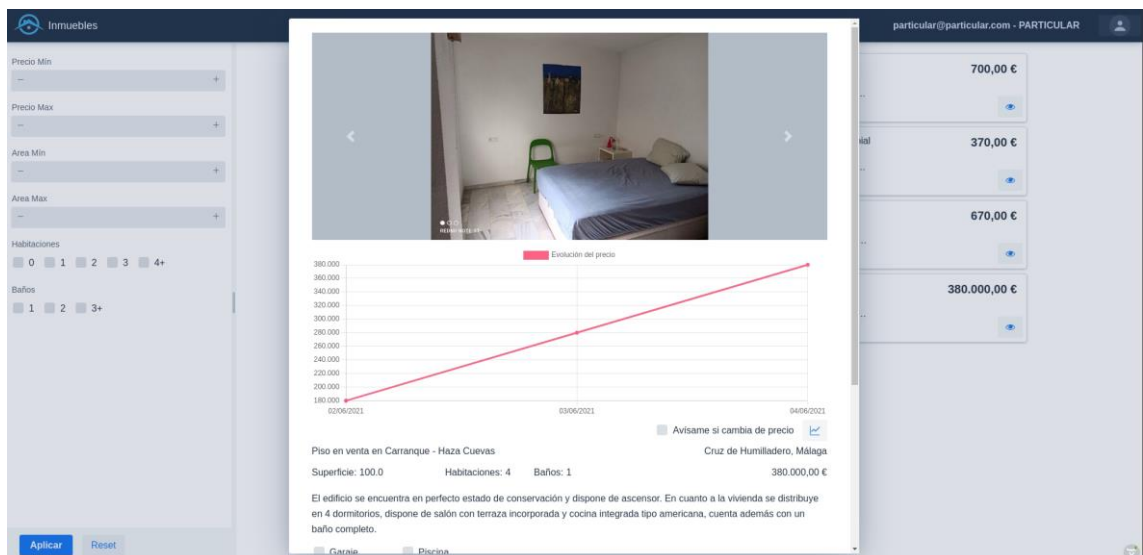 Inmuebles
particular@particular.com - PARTICULAR
Precio Mín
Precio Max
Area Mín
Area Max
Habitaciones
0 1 2 3 4+
Baños
1 2 3+
Aplicar Reset
Evolución del precio
380.000
360.000
340.000
320.000
300.000
280.000
260.000
240.000
220.000
200.000
180.000
02/06/2021 03/06/2021 04/06/2021
Avísame si cambia de precio
Piso en venta en Carranque - Haza Cuevas Cruz de Humilladero, Málaga
Superficie: 100.0 Habitaciones: 4 Baños: 1 380.000,00 €
El edificio se encuentra en perfecto estado de conservación y dispone de ascensor. En cuanto a la vivienda se distribuye
en 4 dormitorios, dispone de salón con terraza incorporada y cocina integrada tipo americana, cuenta además con un
baño completo.
Garaje Piscina
700,00 €
370,00 €
670,00 €
380.000,00 €